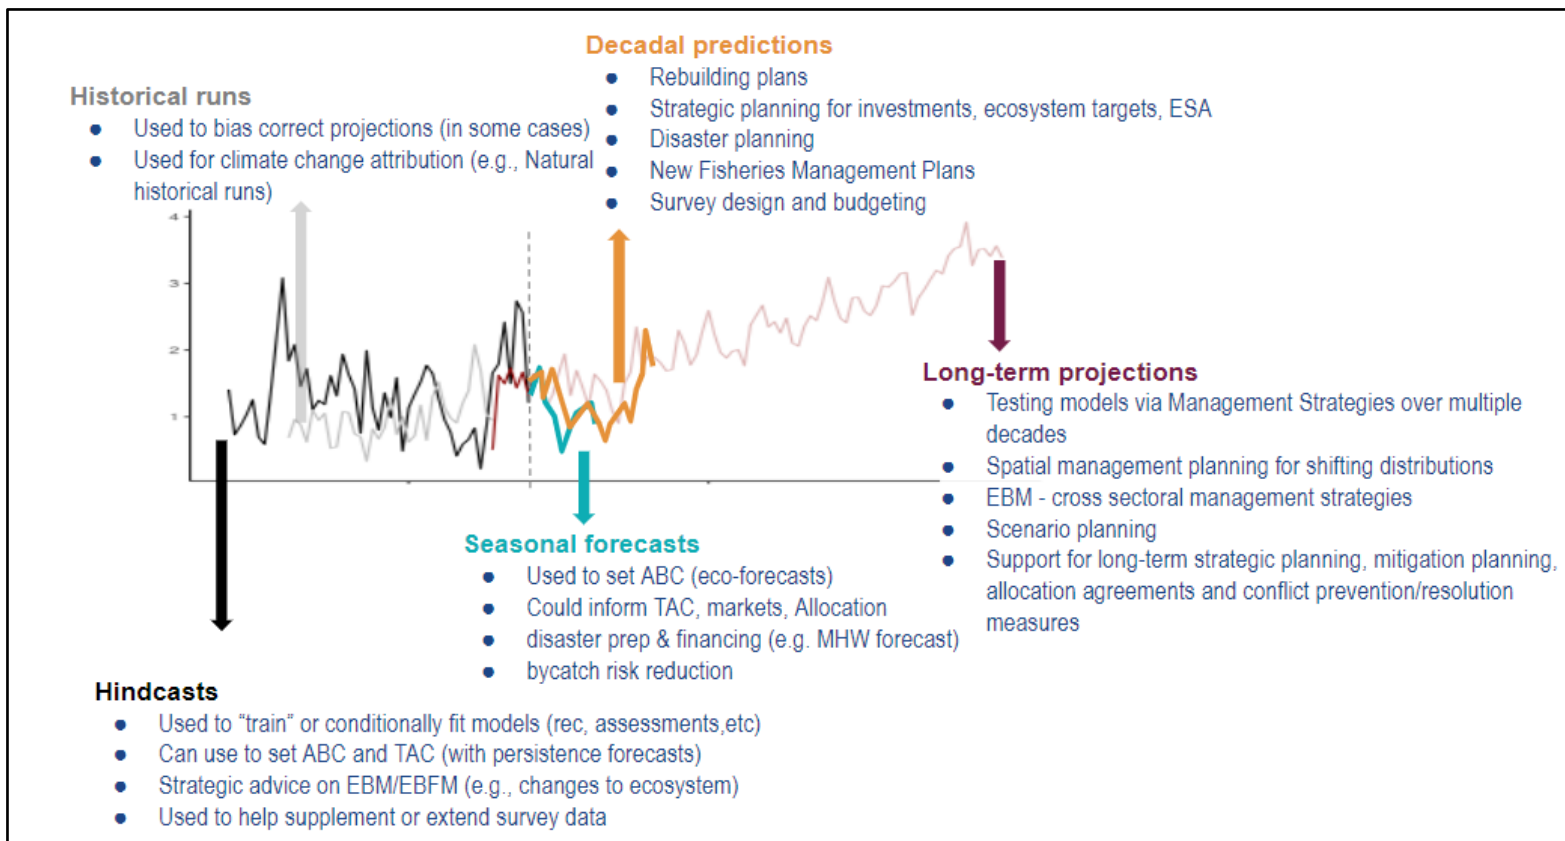 Decadal predictions
● Rebuilding plans
● Strategic planning for investments, ecosystem targets, ESA
● Disaster planning
● New Fisheries Management Plans
● Survey design and budgeting
Historical runs
● Used to bias correct projections (in some cases)
● Used for climate change attribution (e.g., Natural
historical runs)
4
3
2
1
Long-term projections
● Testing models via Management Strategies over multiple
decades
● Spatial management planning for shifting distributions
● EBM - cross sectoral management strategies
● Scenario planning
● Support for long-term strategic planning, mitigation planning,
allocation agreements and conflict prevention/resolution
measures
Seasonal forecasts
● Used to set ABC (eco-forecasts)
● Could inform TAC, markets, Allocation
● disaster prep & financing (e.g. MHW forecast)
● bycatch risk reduction
Hindcasts
● Used to “train” or conditionally fit models (rec, assessments,etc)
● Can use to set ABC and TAC (with persistence forecasts)
● Strategic advice on EBM/EBFM (e.g., changes to ecosystem)
● Used to help supplement or extend survey data